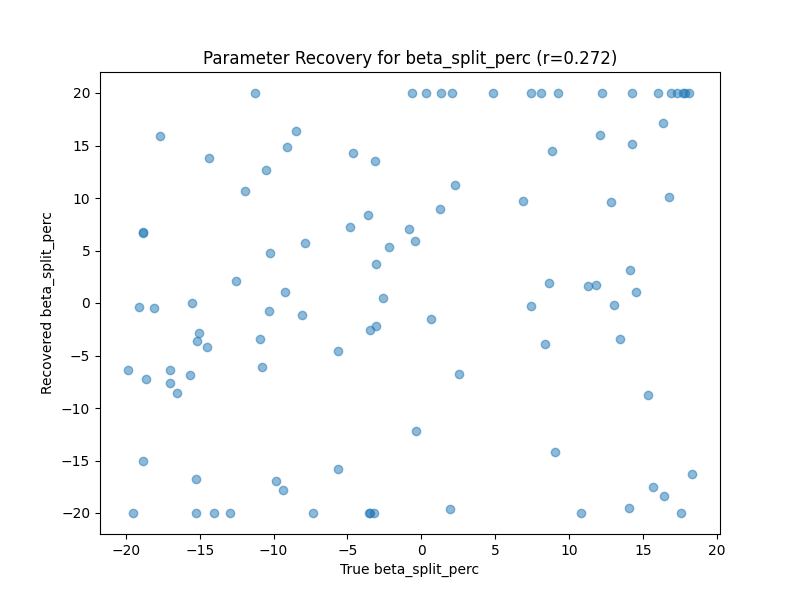 Parameter Recovery for beta_split_perc (r=0.272)
Recovered beta_split_perc
20
15
10
5
0
−5
−10
−15
−20
−20 −15 −10 −5 0 5 10 15 20
True beta_split_perc